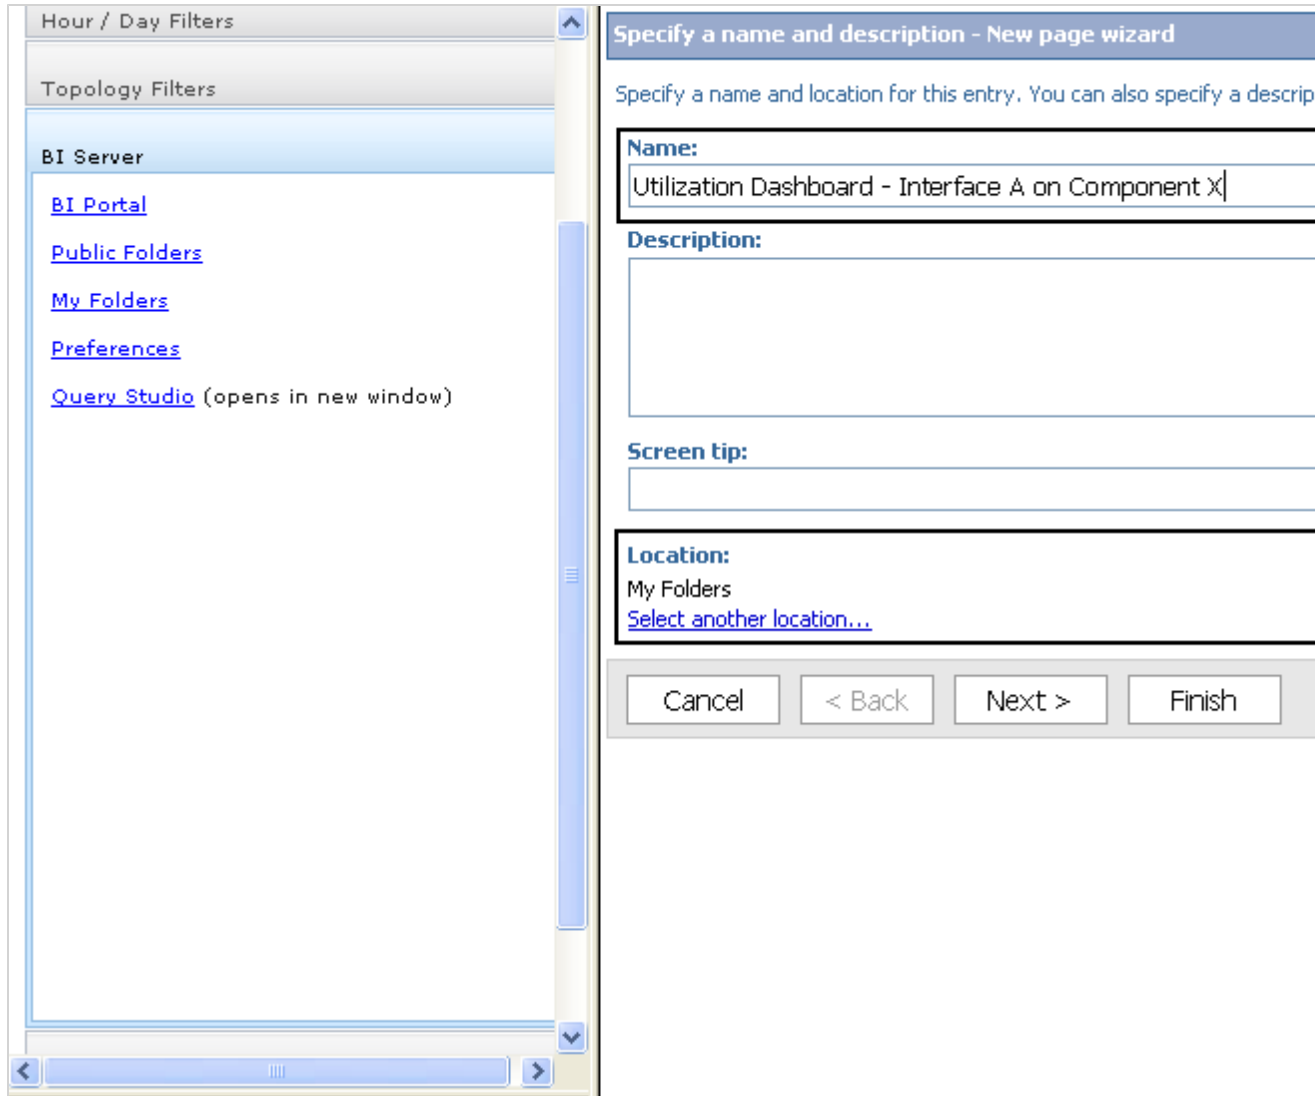 Hour / Day Filters
Topology Filters
BI Server
BI Portal
Public Folders
My Folders
Preferences
Query Studio (opens in new window)
Specify a name and description - New page wizard
Specify a name and location for this entry. You can also specify a descrip
Name:
Utilization Dashboard - Interface A on Component X
Description:
Screen tip:
Location:
My Folders
Select another location...
Cancel
< Back
Next >
Finish